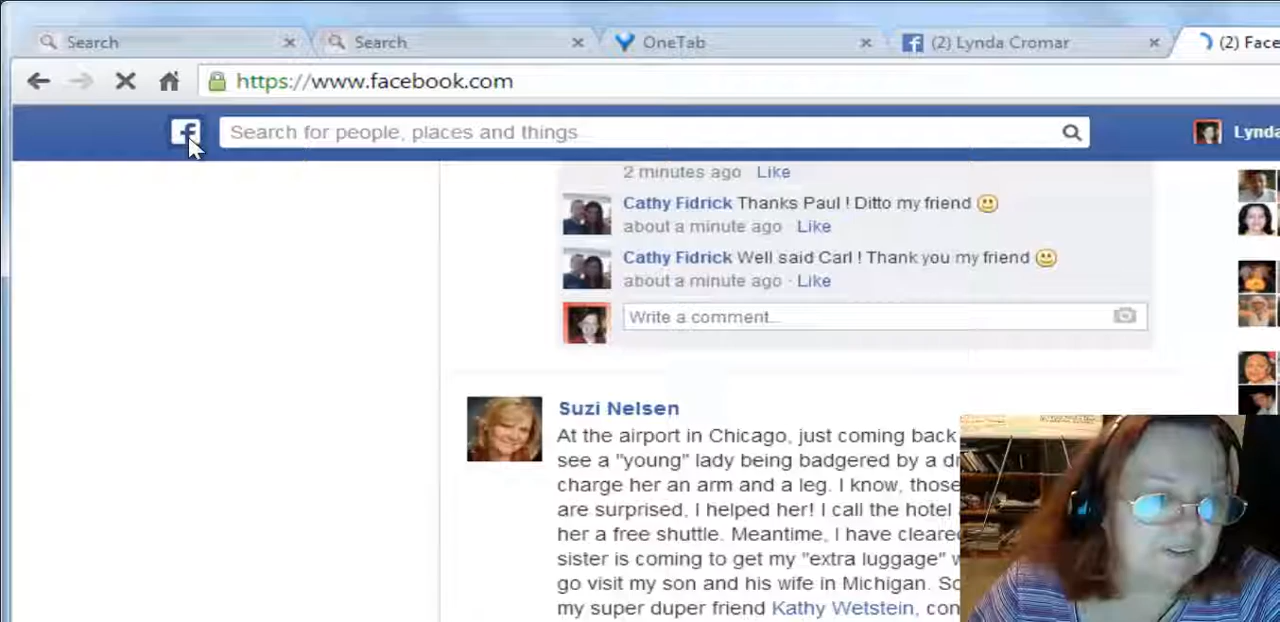 Search
Search
OneTab
(2) Lynda Cromar
(2) Face
https://www.facebook.com
Search for people, places and things
Lynda
2 minutes ago Like
Cathy Fidrick Thanks Paul ! Ditto my friend
about a minute ago · Like
Cathy Fidrick Well said Carl ! Thank you my friend
about a minute ago · Like
Write a comment...
Suzi Nelsen
At the airport in Chicago, just coming back
see a "young" lady being badgered by a dr
charge her an arm and a leg. I know, those
are surprised, I helped her! I call the hotel
her a free shuttle. Meantime, I have cleare
sister is coming to get my "extra luggage" w
go visit my son and his wife in Michigan. So
my super duper friend Kathy Wetstein, con